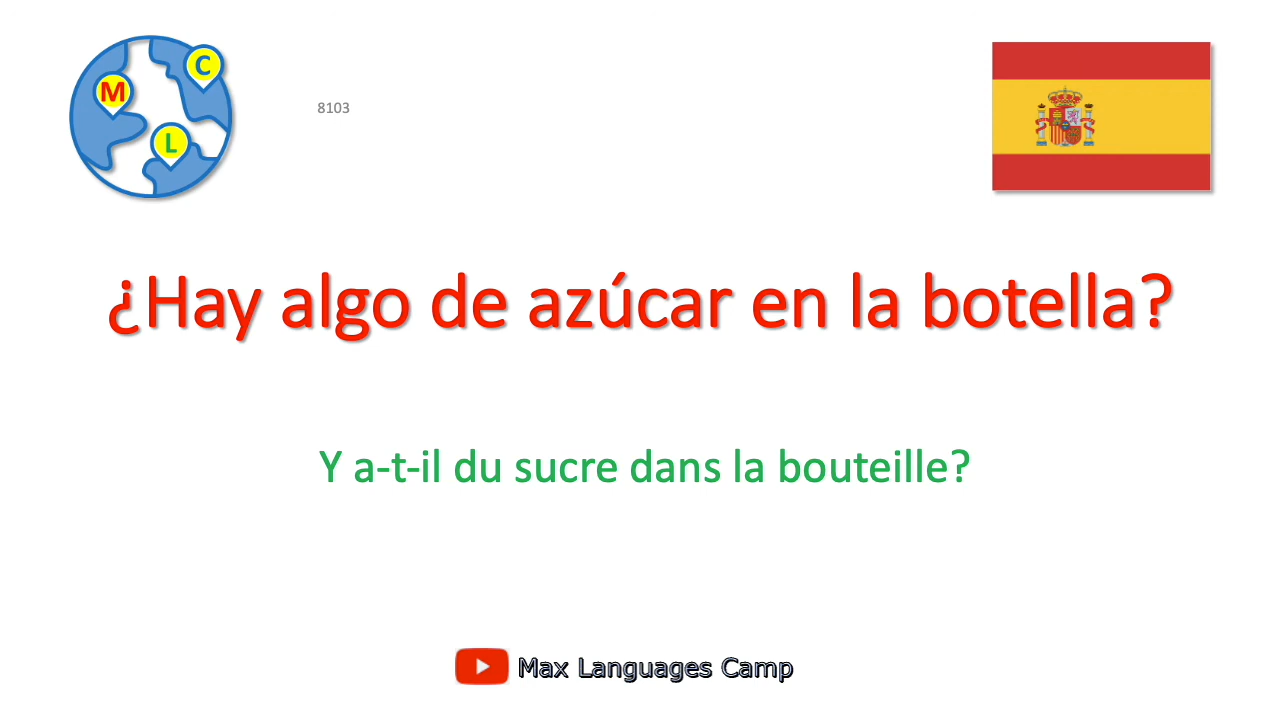 M
C
L
8103
¿Hay algo de azúcar en la botella?
Y a-t-il du sucre dans la bouteille?
Max Languages Camp